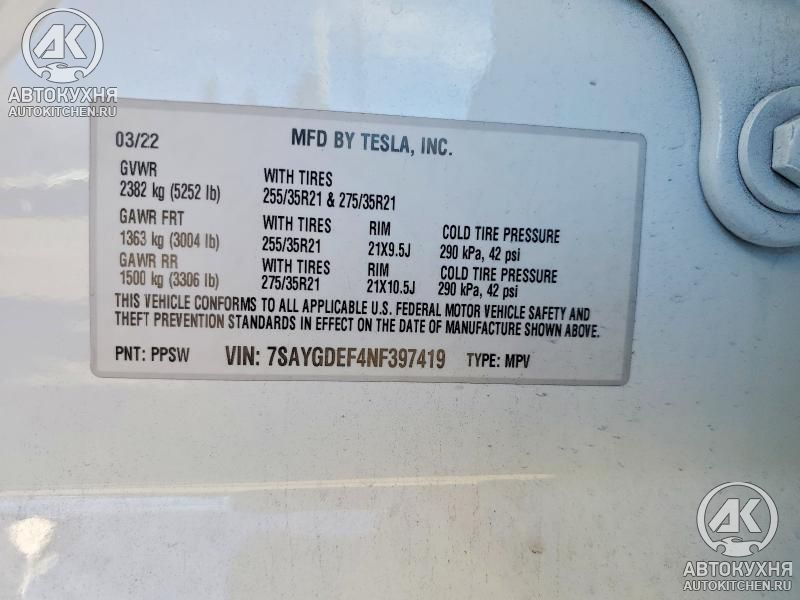 AK
АВТОКУХНЯ
AUTOKITCHEN.RU
03/22 MFD BY TESLA, INC.
GVWR WITH TIRES
2382 kg (5252 lb) 255/35R21 & 275/35R21
GAWR FRT WITH TIRES RIM COLD TIRE PRESSURE
1363 kg (3004 lb) 255/35R21 21X9.5J 290 kPa, 42 psi
GAWR RR WITH TIRES RIM COLD TIRE PRESSURE
1500 kg (3306 lb) 275/35R21 21X10.5J 290 kPa, 42 psi
THIS VEHICLE CONFORMS TO ALL APPLICABLE U.S. FEDERAL MOTOR VEHICLE SAFETY AND
THEFT PREVENTION STANDARDS IN EFFECT ON THE DATE OF MANUFACTURE SHOWN ABOVE.
PNT: PPSW VIN: 7SAYGDEF4NF397419 TYPE: MPV
AK
АВТОКУХНЯ
AUTOKITCHEN.RU